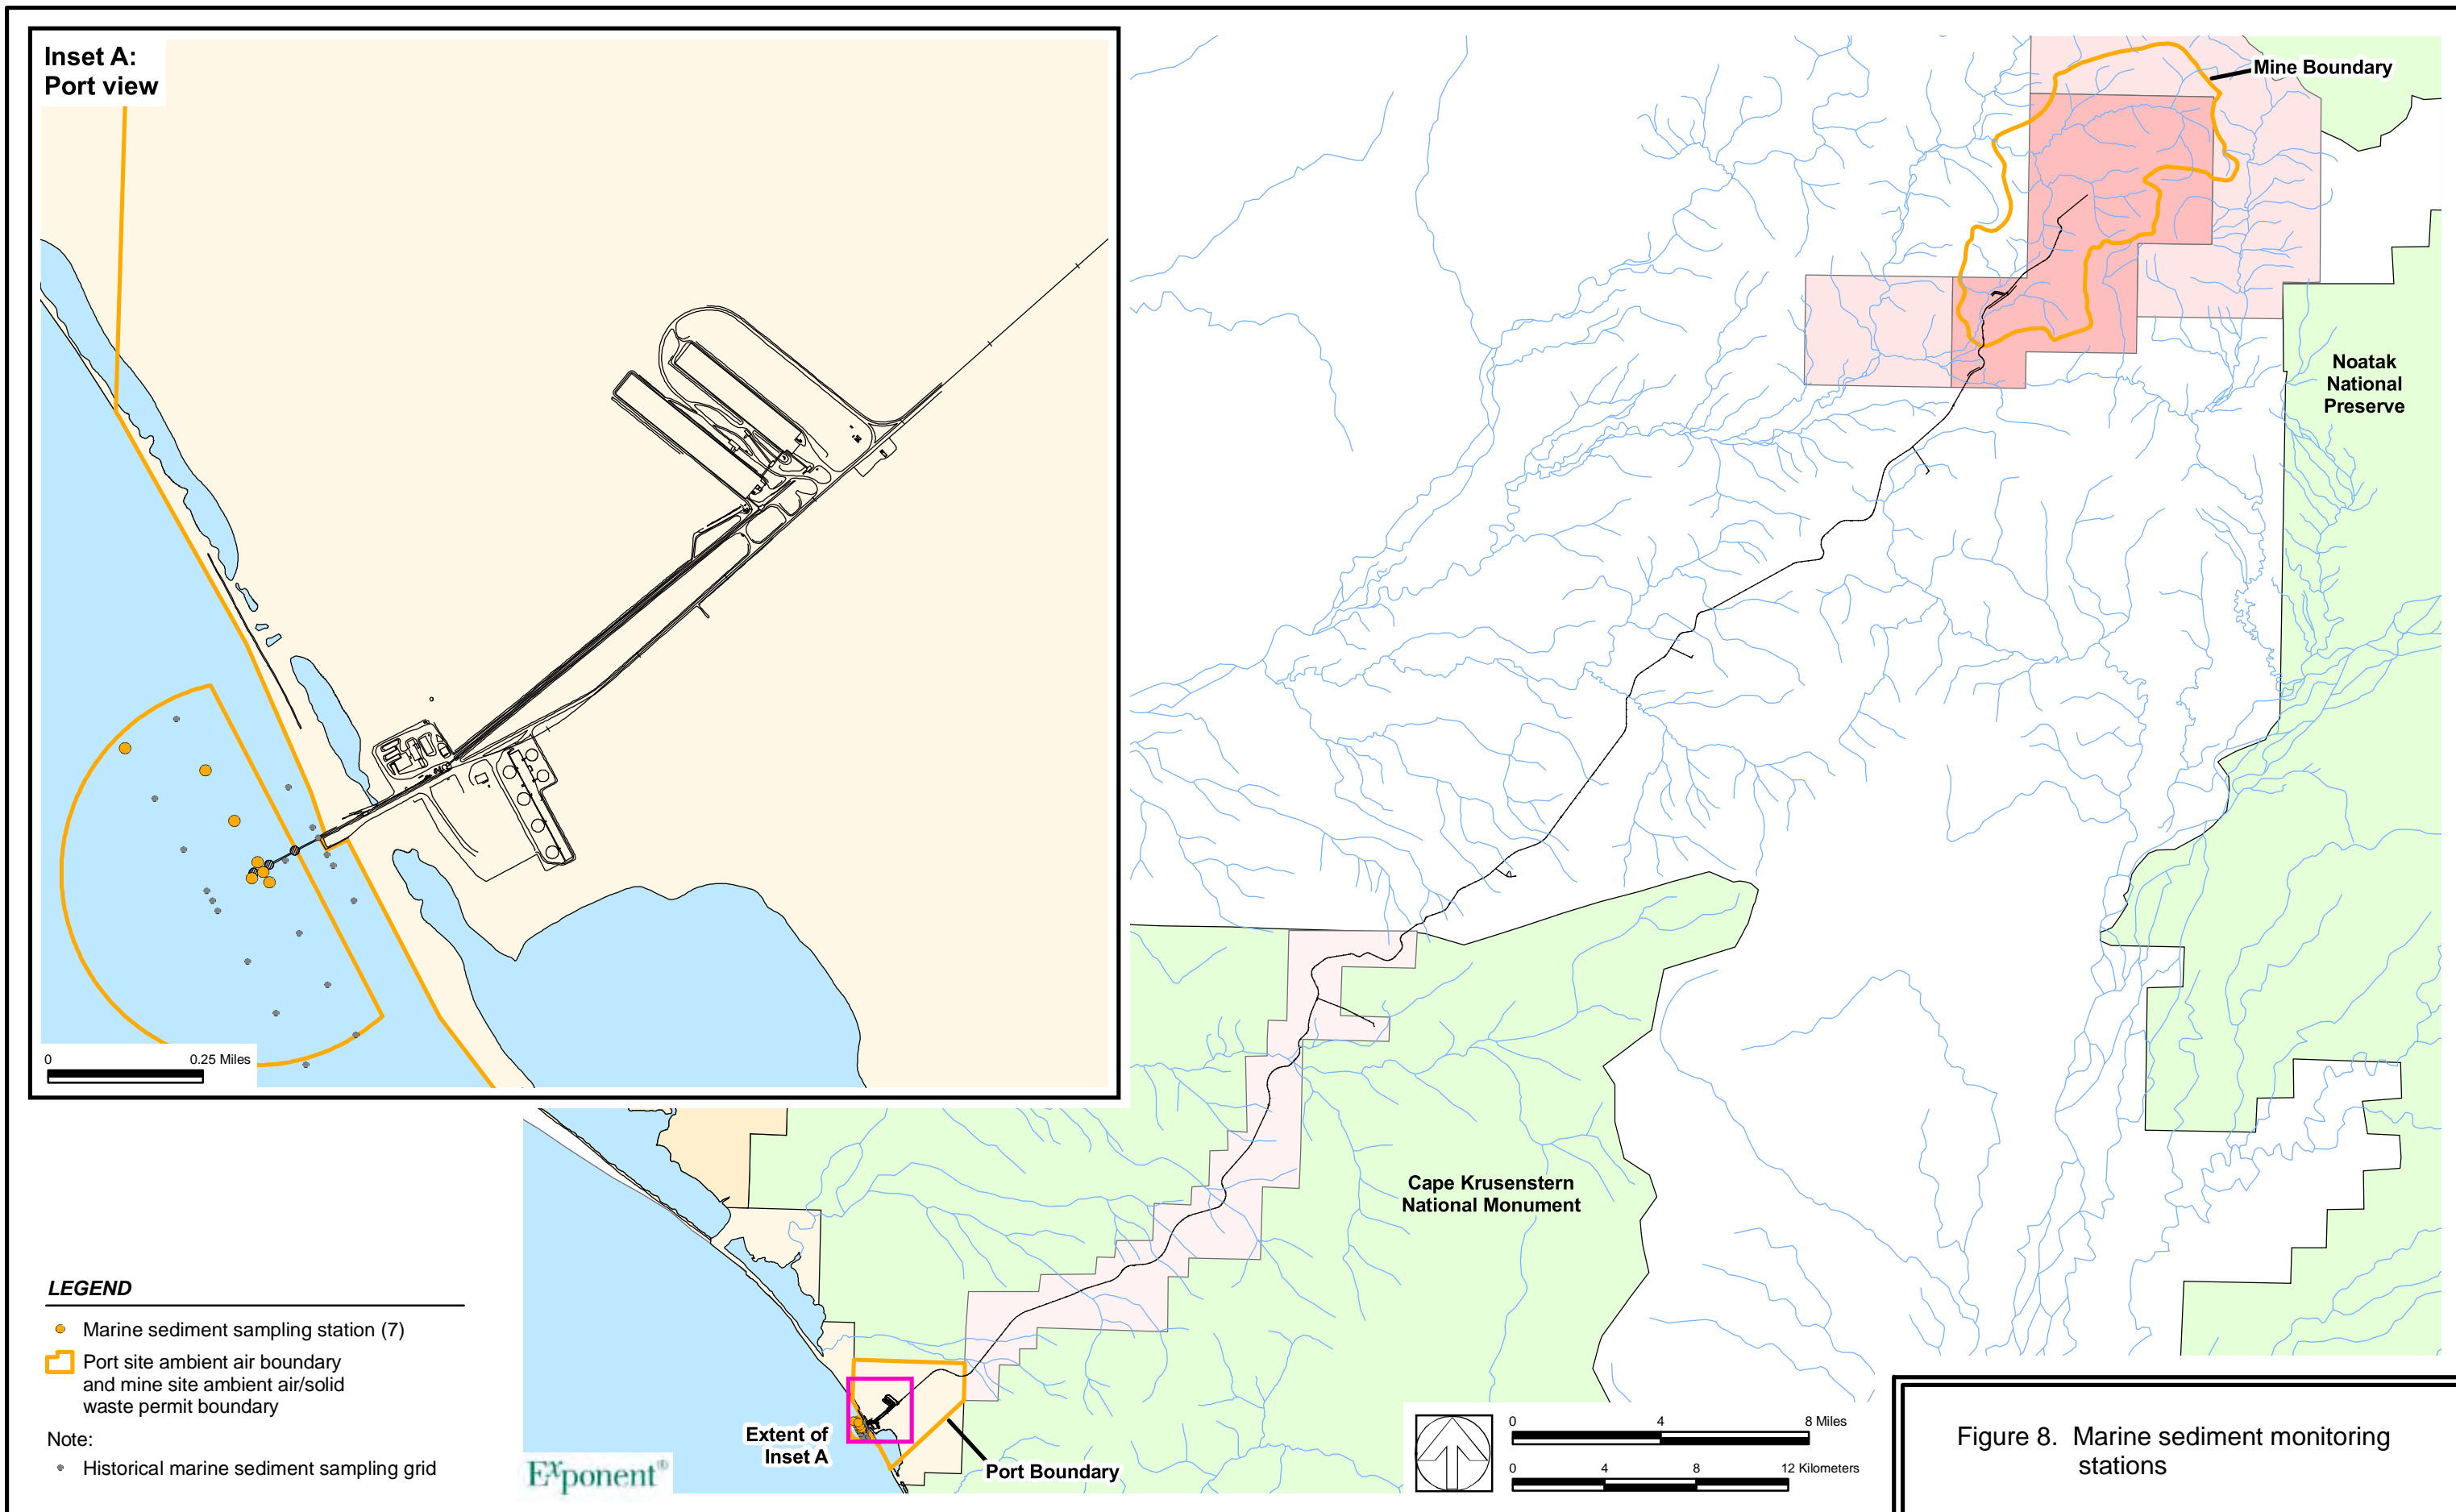 Inset A:
Port view
0
0.25 Miles
Mine Boundary
Noatak
National
Preserve
Cape Krusenstern
National Monument
LEGEND
Marine sediment sampling station (7)
Port site ambient air boundary
and mine site ambient air/solid
waste permit boundary
Note:
Historical marine sediment sampling grid
Extent of
Inset A
Exponent®
Port Boundary
0 4 8 Miles
0 4 8 12 Kilometers
Figure 8. Marine sediment monitoring
stations